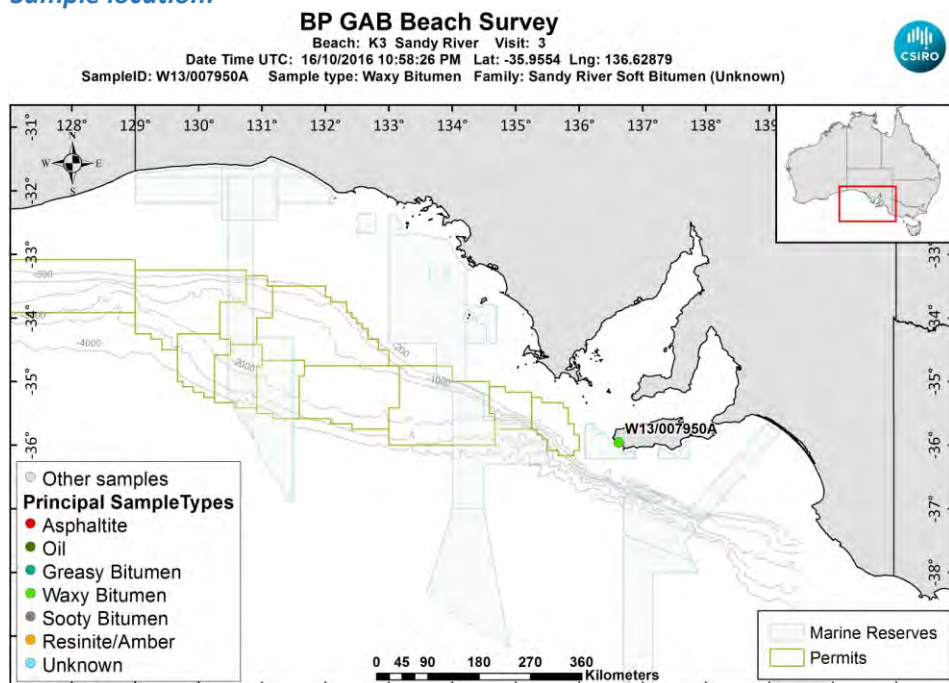 Sample location:
BP GAB Beach Survey
Beach: K3 Sandy River Visit: 3
Date Time UTC: 16/10/2016 10:58:26 PM Lat: -35.9554 Lng: 136.62879
SampleID: W13/007950A Sample type: Waxy Bitumen Family: Sandy River Soft Bitumen (Unknown)
CSIRO
128° 129° 130° 131° 132° 133° 134° 135° 136° 137° 138° 139
-31°
-32°
-33°
-34°
-35°
-36°
-37°
-38°
N
W E
S
-4000
-2000
-200
1000
W13/007950A
-31°
-32°
-33°
-34°
-35°
-36°
-37°
-38°
Other samples
Principal SampleTypes
Asphaltite
Oil
Greasy Bitumen
Waxy Bitumen
Sooty Bitumen
Resinite/Amber
Unknown
0 45 90 180 270 360
Kilometers
Marine Reserves
Permits